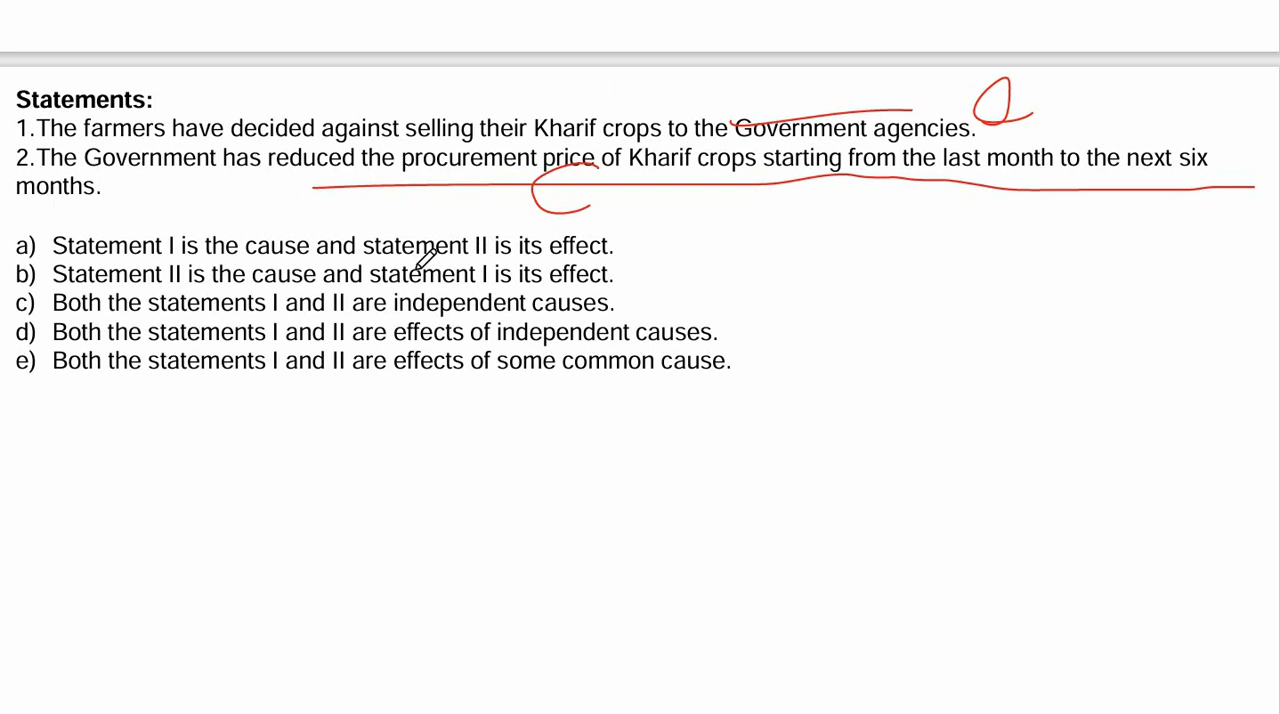 Statements:
1.The farmers have decided against selling their Kharif crops to the Government agencies.
2.The Government has reduced the procurement price of Kharif crops starting from the last month to the next six
months.
a) Statement I is the cause and statement II is its effect.
b) Statement II is the cause and statement I is its effect.
c) Both the statements I and II are independent causes.
d) Both the statements I and II are effects of independent causes.
e) Both the statements I and II are effects of some common cause.